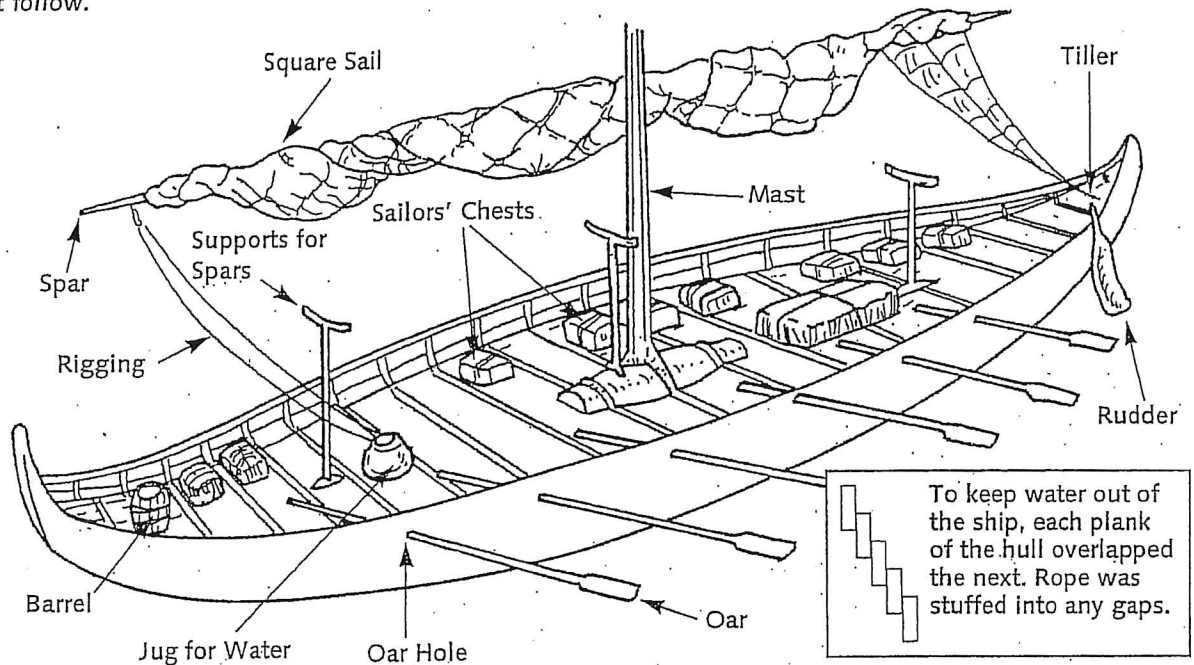 t follow.
Square Sail
Tiller
Mast
Sailors' Chests
Supports for
Spars
Spar
Rigging
Rudder
To keep water out of
the ship, each plank
of the hull overlapped
the next. Rope was
stuffed into any gaps.
Barrel
Oar
Jug for Water
Oar Hole